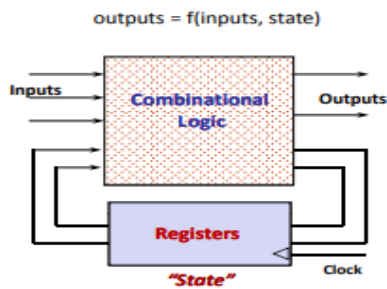 outputs = f(inputs, state)
Inputs
Combinational
Logic
Outputs
Registers
"State"
Clock